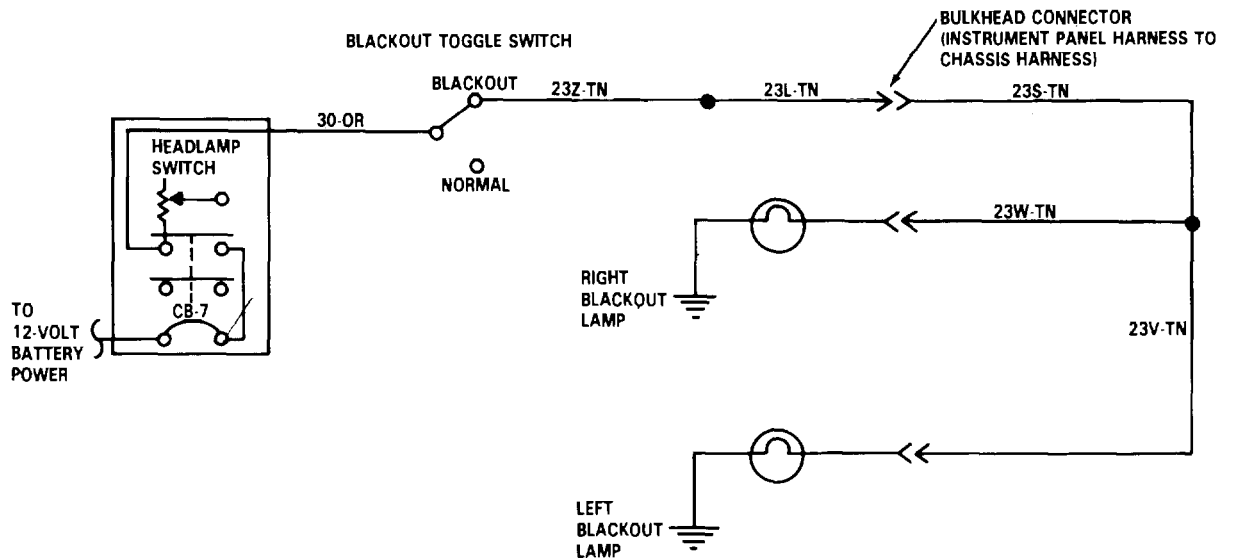 BULKHEAD CONNECTOR
(INSTRUMENT PANEL HARNESS TO
CHASSIS HARNESS)
BLACKOUT TOGGLE SWITCH
BLACKOUT
23Z-TN
23L-TN
23S-TN
30-OR
HEADLAMP
SWITCH
NORMAL
23W-TN
RIGHT
BLACKOUT
LAMP
TO
12-VOLT
BATTERY
POWER
CB-7
23V-TN
LEFT
BLACKOUT
LAMP